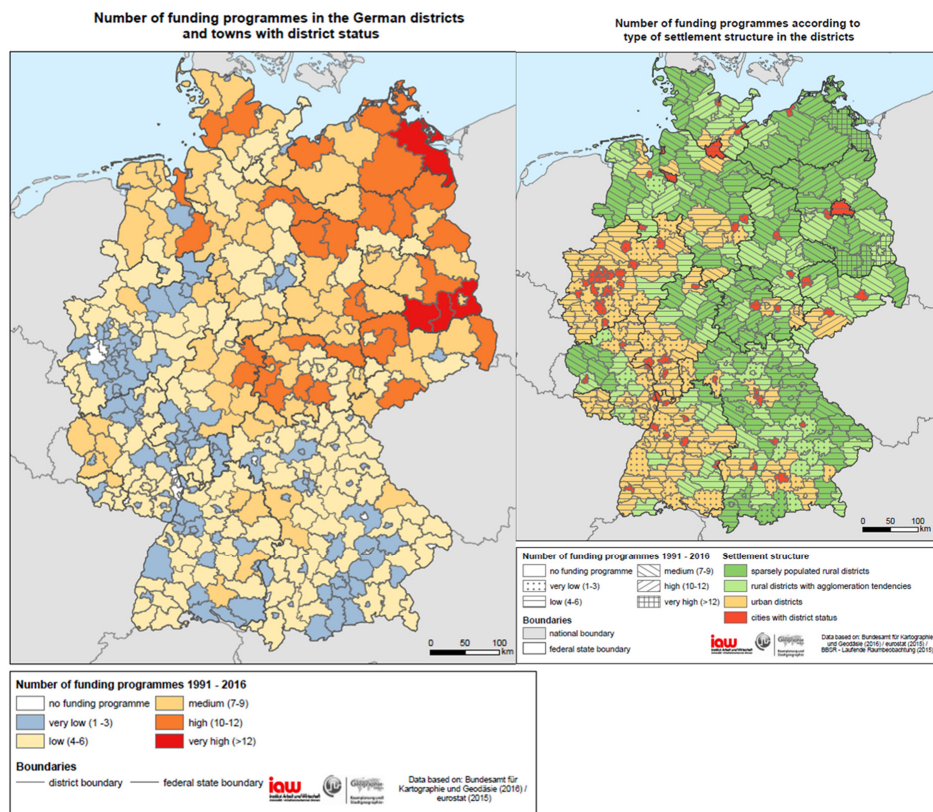 Number of funding programmes in the German districts
and towns with district status
0 50 100
km
Number of funding programmes 1991 - 2016
no funding programme
medium (7-9)
very low (1 -3)
high (10-12)
low (4-6)
very high (>12)
Boundaries
district boundary
federal state boundary
iaw
Data based on: Bundesamt für
Kartographie und Geodäsie (2016) /
eurostat (2015)
Number of funding programmes according to
type of settlement structure in the districts
0 50 100
km
Number of funding programmes 1991 - 2016
no funding programme
very low (1-3)
low (4-6)
medium (7-9)
high (10-12)
very high (>12)
Boundaries
national boundary
federal state boundary
Settlement structure
sparsely populated rural districts
rural districts with agglomeration tendencies
urban districts
cities with district status
iaw
Data based on: Bundesamt für Kartographie
und Geodäsie (2016) / eurostat (2015) /
BBSR - Laufende Raumbeobachtung (2015)